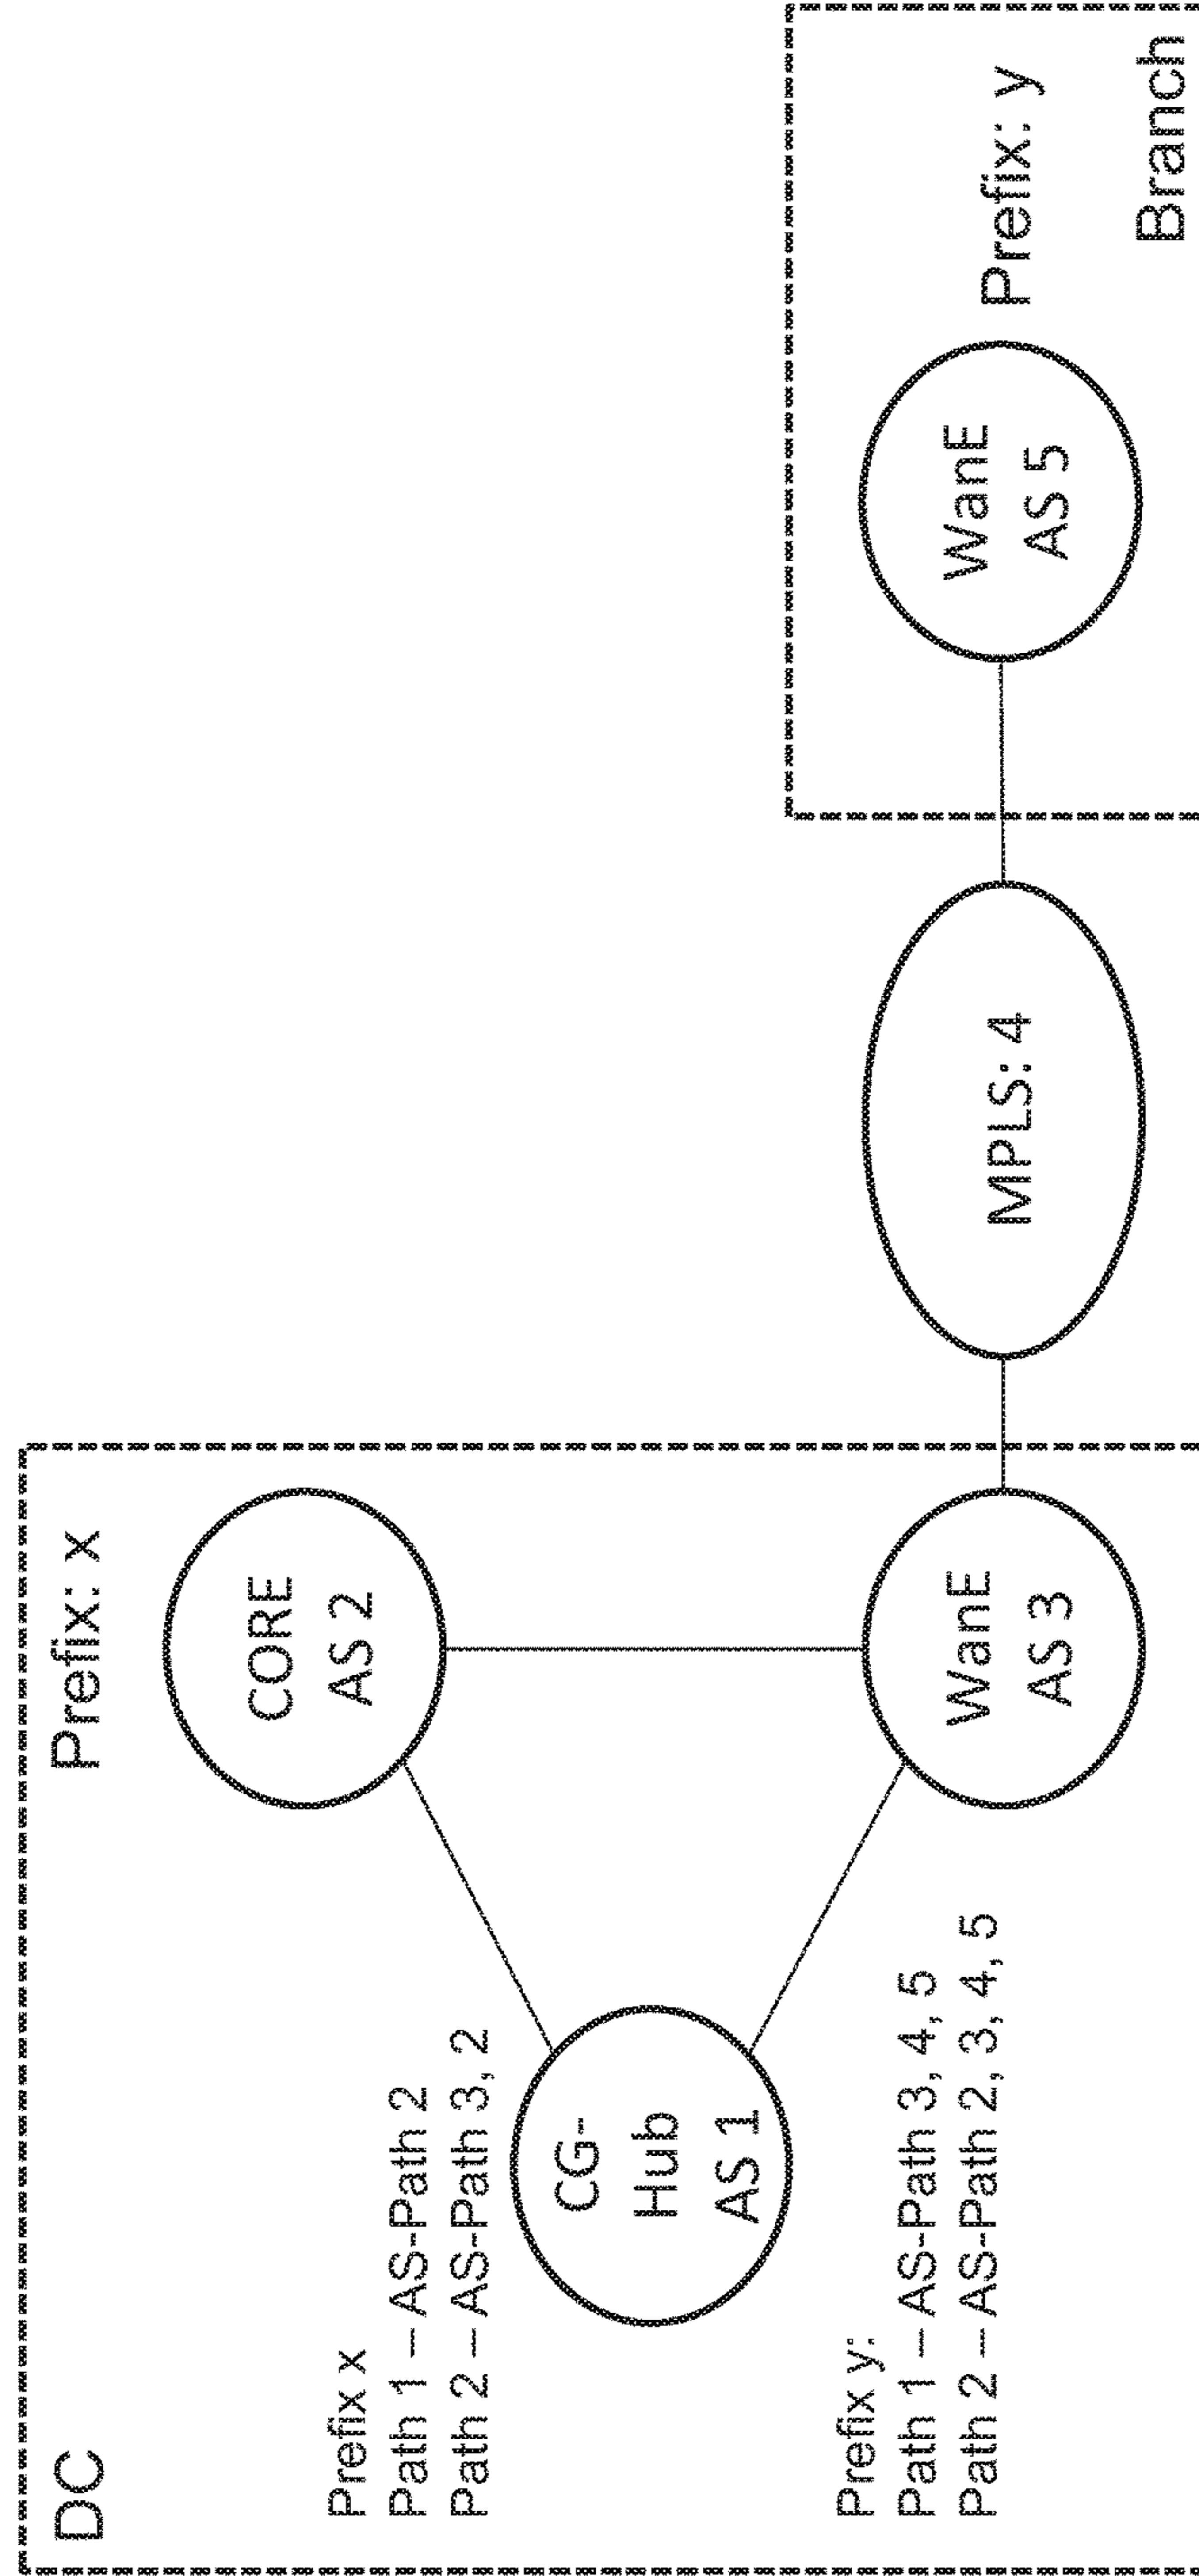 DC
Prefix: x
CORE
AS 2
Prefix x
Path 1 – AS-Path 2
Path 2 – AS-Path 3, 2
CG-
Hub
AS 1
Prefix y:
Path 1 – AS-Path 3, 4, 5
Path 2 – AS-Path 2, 3, 4, 5
WanE
AS 3
MPLS: 4
WanE
AS 5
Prefix: y
Branch